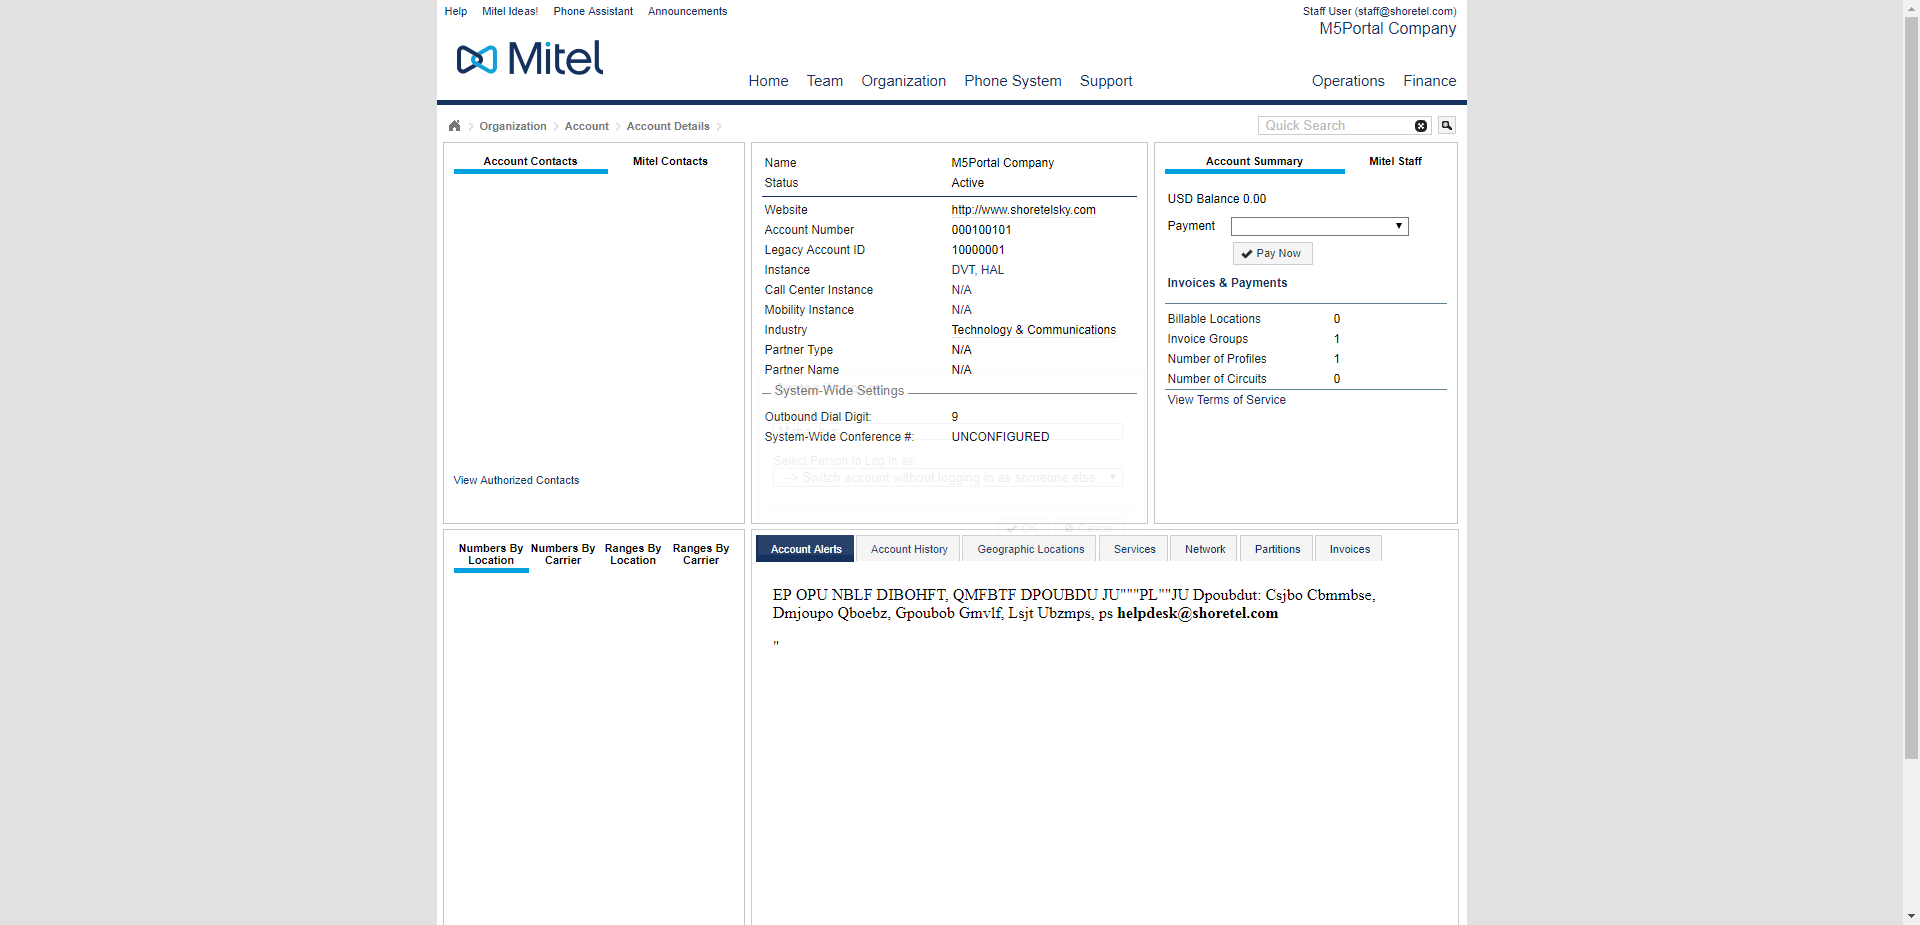 Help Mitel Ideas! Phone Assistant Announcements
Staff User (staff@shoretel.com)
M5Portal Company
Mitel
Home Team Organization Phone System Support Operations Finance
Organization Account Account Details
Quick Search
Account Contacts Mitel Contacts
View Authorized Contacts
Name M5Portal Company
Status Active
Website http://www.shoretelsky.com
Account Number 000100101
Legacy Account ID 10000001
Instance DVT, HAL
Call Center Instance N/A
Mobility Instance N/A
Industry Technology & Communications
Partner Type N/A
Partner Name N/A
System-Wide Settings
Outbound Dial Digit: 9
System-Wide Conference #: UNCONFIGURED
Select Person to Log in as:
--> Switch account without logging in as someone else
OK Cancel
Account Summary Mitel Staff
USD Balance 0.00
Payment
Pay Now
Invoices & Payments
Billable Locations 0
Invoice Groups 1
Number of Profiles 1
Number of Circuits 0
View Terms of Service
Numbers By Location Numbers By Carrier Ranges By Location Ranges By Carrier
Account Alerts Account History Geographic Locations Services Network Partitions Invoices
EP OPU NBLF DIBOHFT, QMFBTF DPOUBDU JU"""PL""JU Dpoubdut: Csjbo Cbmmbse,
Dmjoupo Qboebz, Gpoubob Gmvlf, Lsjt Ubzmps, ps helpdesk@shoretel.com
"